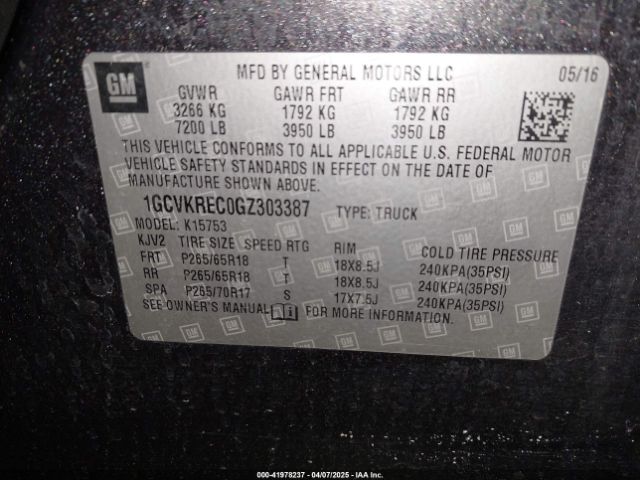 GM
MFD BY GENERAL MOTORS LLC 05/16
GVWR GAWR FRT GAWR RR
3266 KG 1792 KG 1792 KG
7200 LB 3950 LB 3950 LB
THIS VEHICLE CONFORMS TO ALL APPLICABLE U.S. FEDERAL MOTOR
VEHICLE SAFETY STANDARDS IN EFFECT ON THE DATE OF
MANUFACTURE SHOWN ABOVE.
1GCVKREC0GZ303387 TYPE: TRUCK
MODEL: K15753
KJV2 TIRE SIZE SPEED RTG RIM COLD TIRE PRESSURE
FRT P265/65R18 T 18X8.5J 240KPA(35PSI)
RR P265/65R18 T 18X8.5J 240KPA(35PSI)
SPA P265/70R17 S 17X7.5J 240KPA(35PSI)
SEE OWNER'S MANUAL FOR MORE INFORMATION.
000-41978237 - 04/07/2025 - IAA Inc.